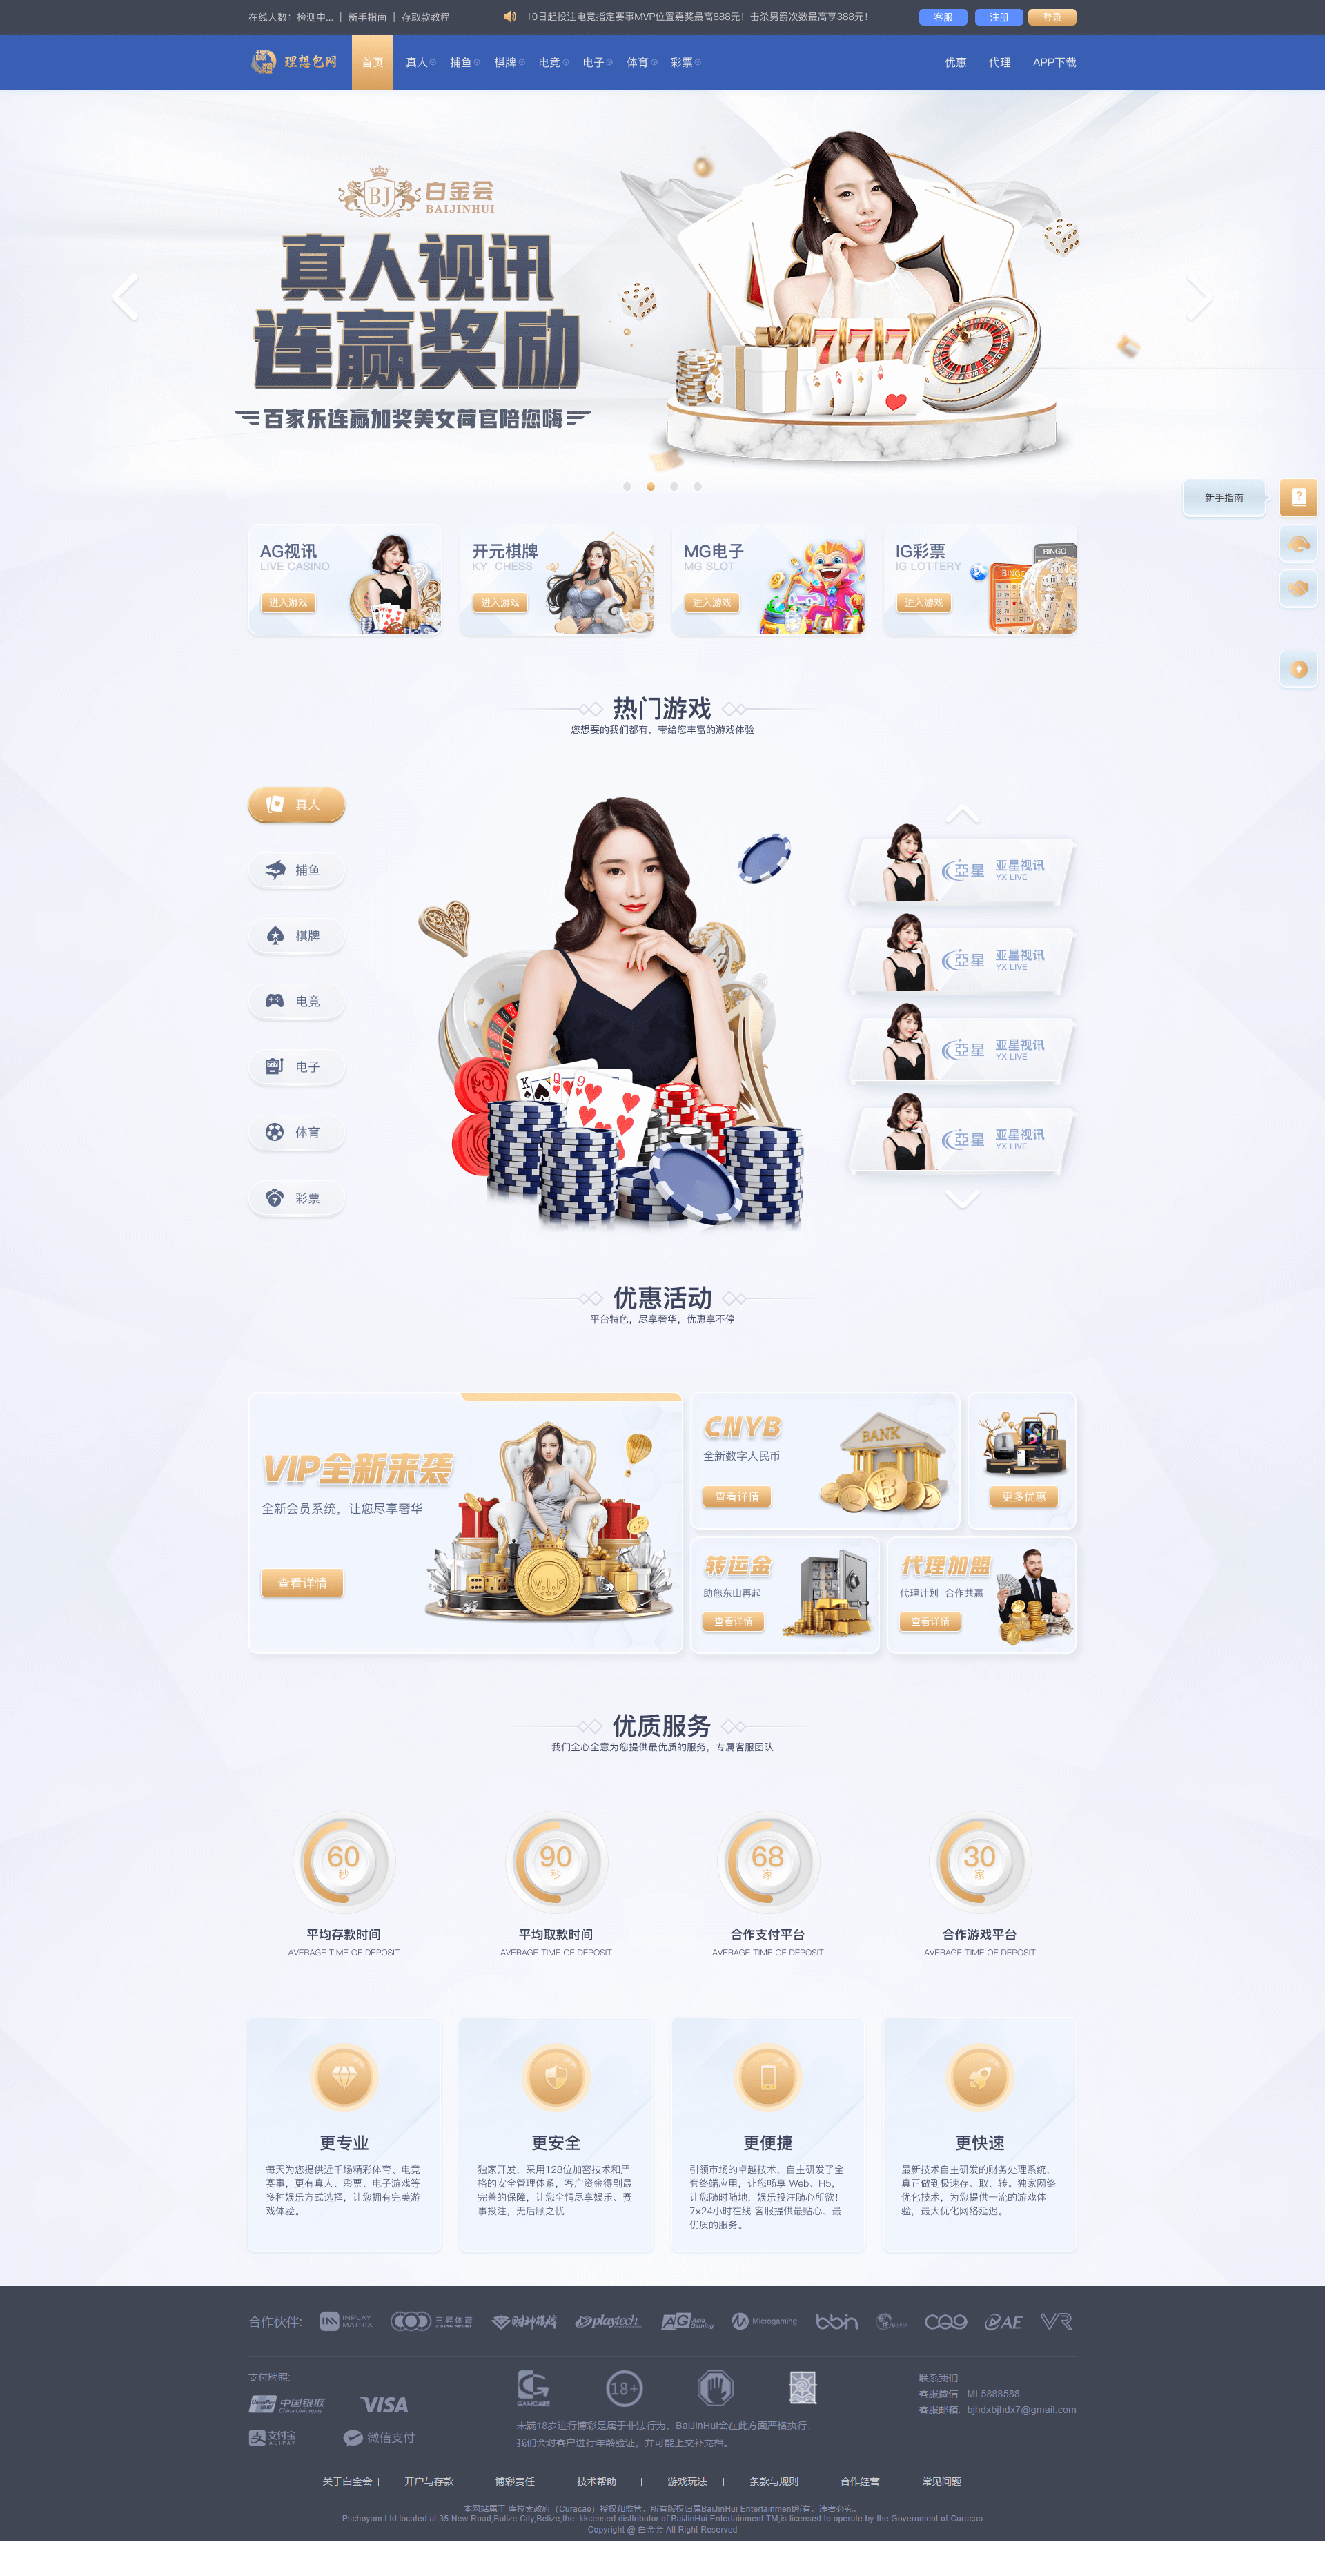 在线人数：检测中... | 新手指南 | 存取款教程
10日起投注电竞指定赛事MVP位置嘉奖最高888元！击杀男爵次数最高享388元！
客服 注册 登录
理想包网 首页 真人 捕鱼 棋牌 电竞 电子 体育 彩票 优惠 代理 APP下载
BJ 白金会
BAIJINHUI
真人视讯
连赢奖励
百家乐连赢加奖美女荷官陪您嗨
新手指南
AG视讯
LIVE CASINO
进入游戏
开元棋牌
KY CHESS
进入游戏
MG电子
MG SLOT
进入游戏
IG彩票
IG LOTTERY
进入游戏
BINGO
BINGO
热门游戏
您想要的我们都有，带给您丰富的游戏体验
真人
捕鱼
棋牌
电竞
电子
体育
彩票
亞星 亚星视讯
YX LIVE
亞星 亚星视讯
YX LIVE
亞星 亚星视讯
YX LIVE
亞星 亚星视讯
YX LIVE
优惠活动
平台特色，尽享奢华，优惠享不停
VIP全新来袭
全新会员系统，让您尽享奢华
查看详情
V.I.P
CNYB
全新数字人民币
查看详情
BANK
更多优惠
转运金
助您东山再起
查看详情
代理加盟
代理计划 合作共赢
查看详情
优质服务
我们全心全意为您提供最优质的服务，专属客服团队
60
秒
平均存款时间
AVERAGE TIME OF DEPOSIT
90
秒
平均取款时间
AVERAGE TIME OF DEPOSIT
68
家
合作支付平台
AVERAGE TIME OF DEPOSIT
30
家
合作游戏平台
AVERAGE TIME OF DEPOSIT
更专业
每天为您提供近千场精彩体育、电竞
赛事，更有真人、彩票、电子游戏等
多种娱乐方式选择，让您拥有完美游
戏体验。
更安全
独家开发，采用128位加密技术和严
格的安全管理体系，客户资金得到最
完善的保障，让您全情尽享娱乐、赛
事投注，无后顾之忧！
更便捷
引领市场的卓越技术，自主研发了全
套终端应用，让您畅享 Web、H5，
让您随时随地，娱乐投注随心所欲！
7×24小时在线 客服提供最贴心、最
优质的服务。
更快速
最新技术自主研发的财务处理系统，
真正做到极速存、取、转。独家网络
优化技术，为您提供一流的游戏体
验，最大优化网络延迟。
合作伙伴: INPLAY MATRIX 三昇体育 财神棋牌 playtech AG Asia Gaming Microgaming bbin CQ9 AE VR
支付牌照:
中国银联 VISA
支付宝 ALIPAY 微信支付
18+
未满18岁进行博彩是属于非法行为，BaiJinHui会在此方面严格执行，
我们会对客户进行年龄验证，并可能上交补充档。
联系我们
客服微信: ML5888588
客服邮箱: bjhdxbjhdx7@gmail.com
关于白金会 | 开户与存款 | 博彩责任 | 技术帮助 | 游戏玩法 | 条款与规则 | 合作经营 | 常见问题
本网站属于 库拉索政府（Curacao）授权和监管，所有版权归属BaiJinHui Entertainment所有，违者必究。
Pschoyam Ltd located at 35 New Road,Bulize City,Belize,the .kkcensed disttributor of BaiJinHui Entertainment TM,is licensed to operate by the Government of Curacao
Copyright @ 白金会 All Right Reserved